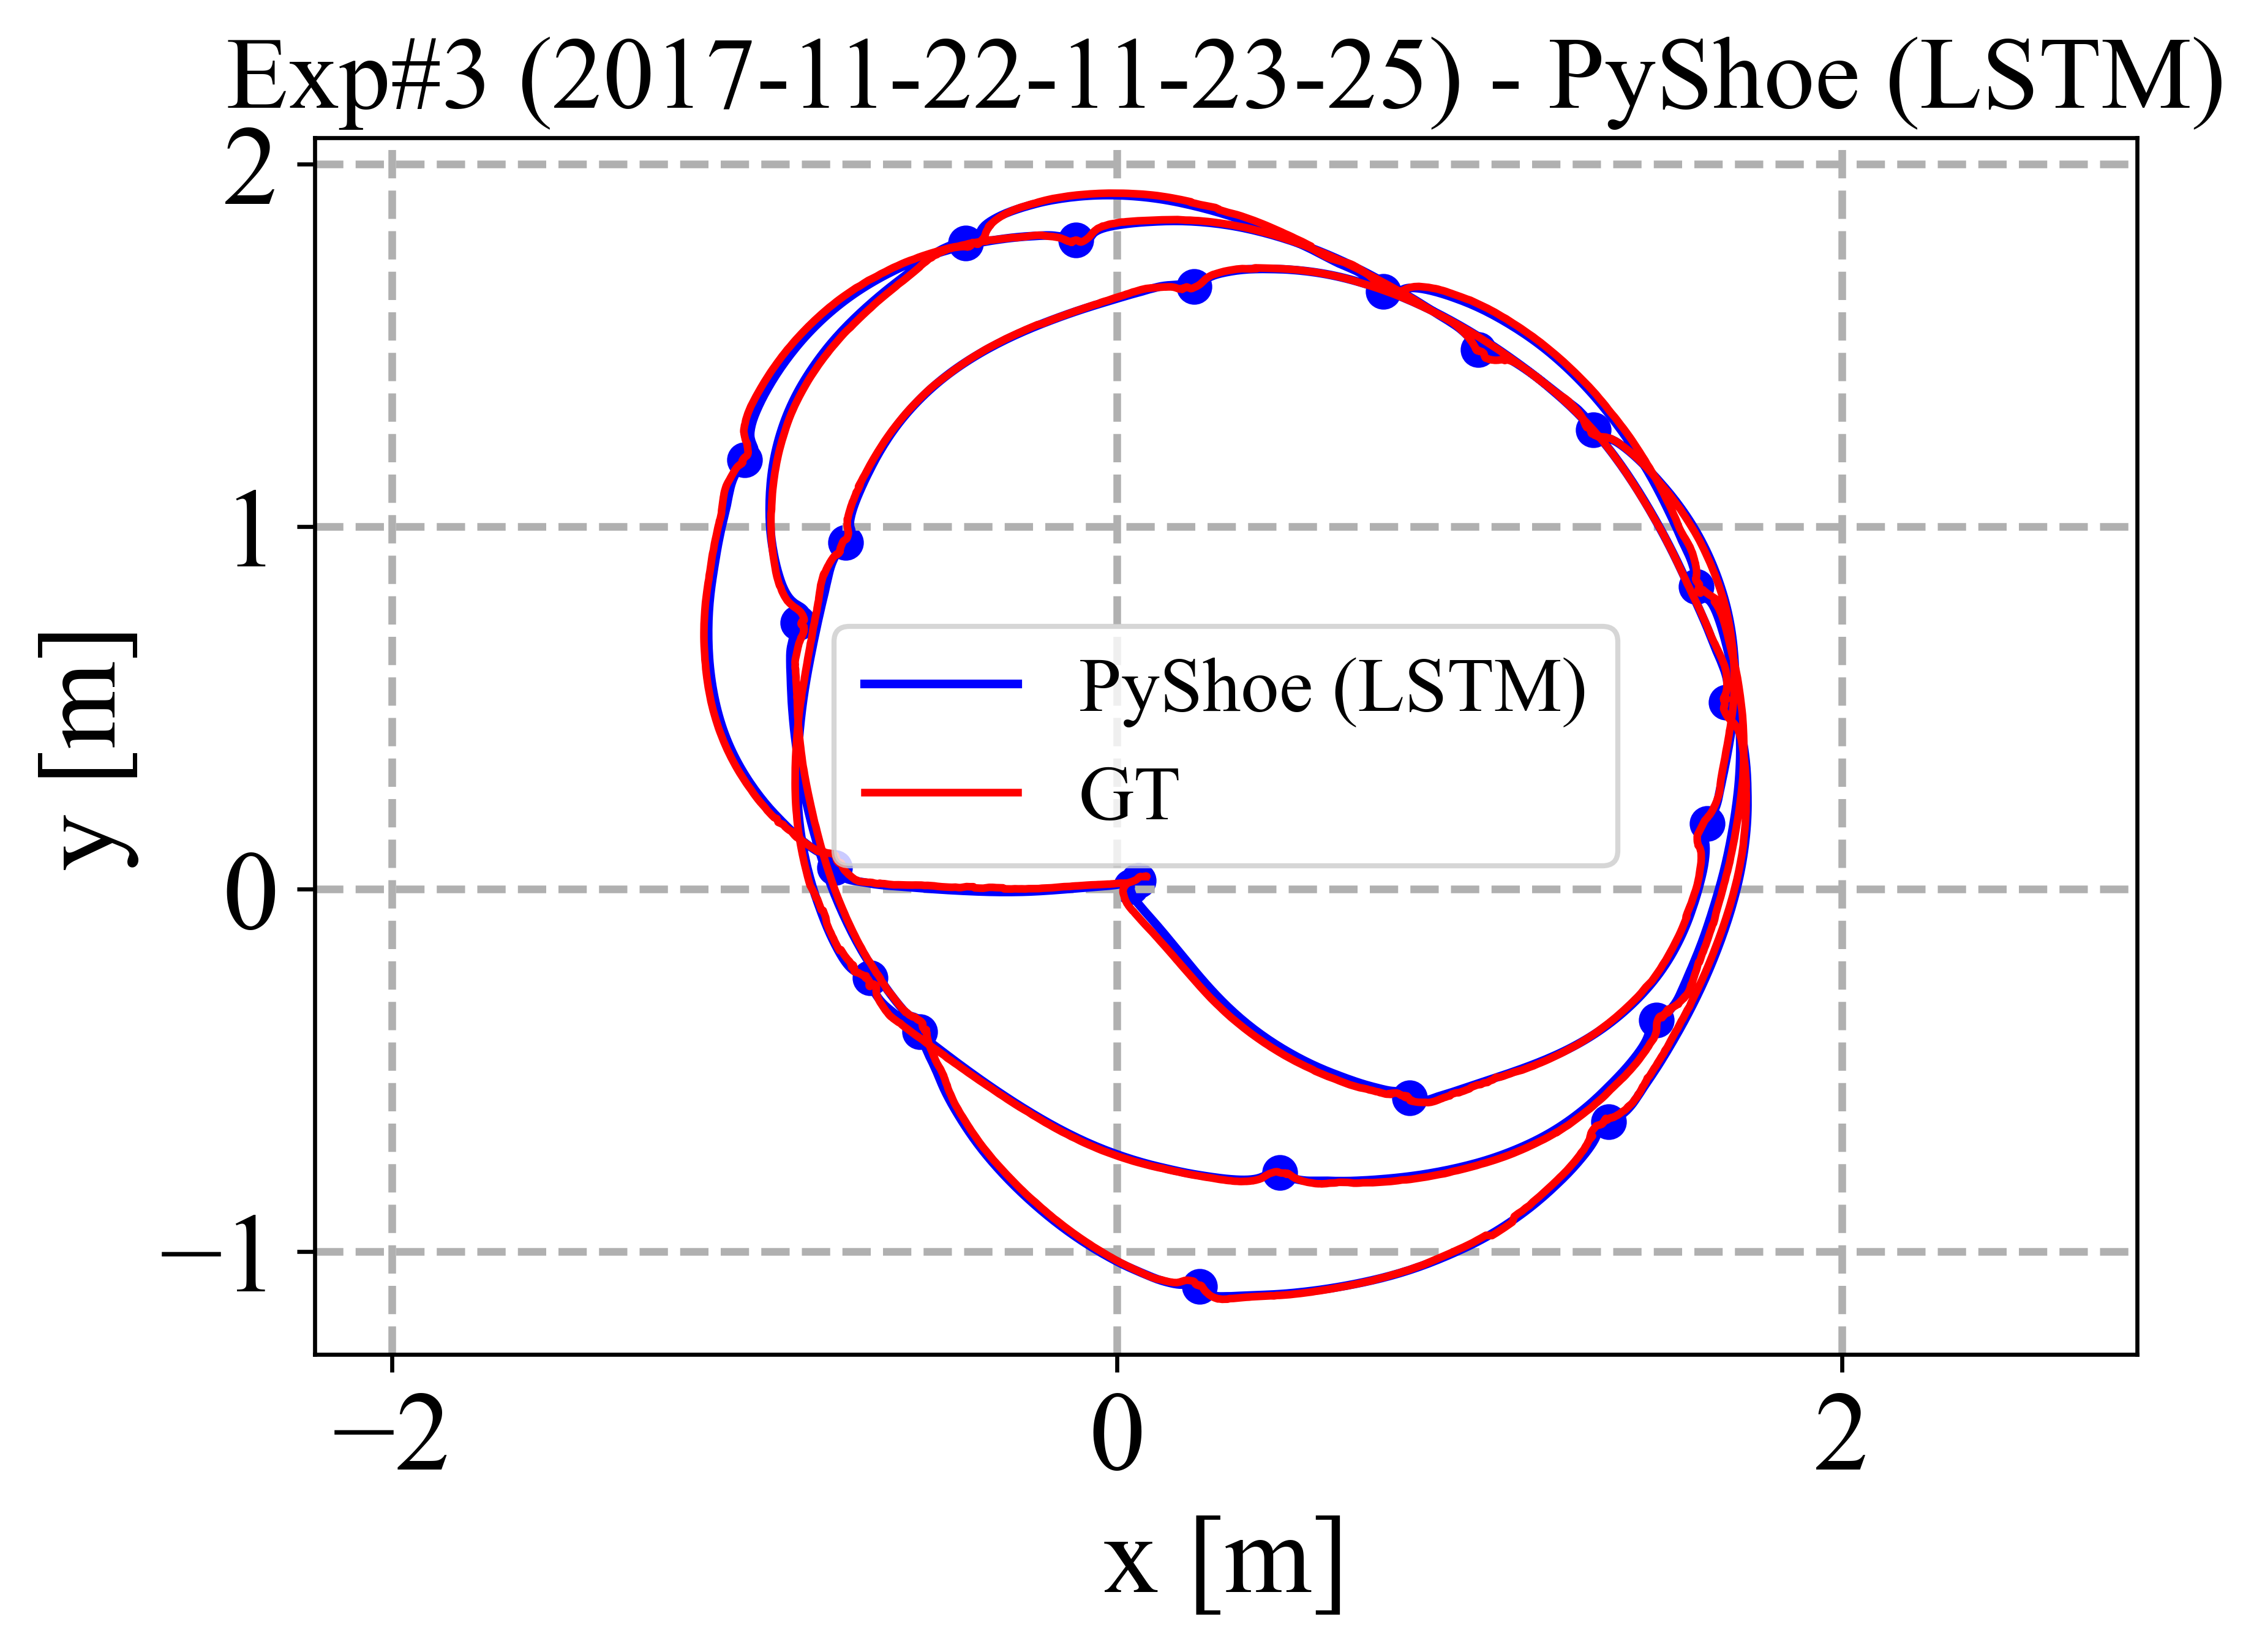 Exp#3 (2017-11-22-11-23-25) - PyShoe (LSTM)
2
1
0
−1
y [m]
PyShoe (LSTM)
GT
−2
0
2
x [m]